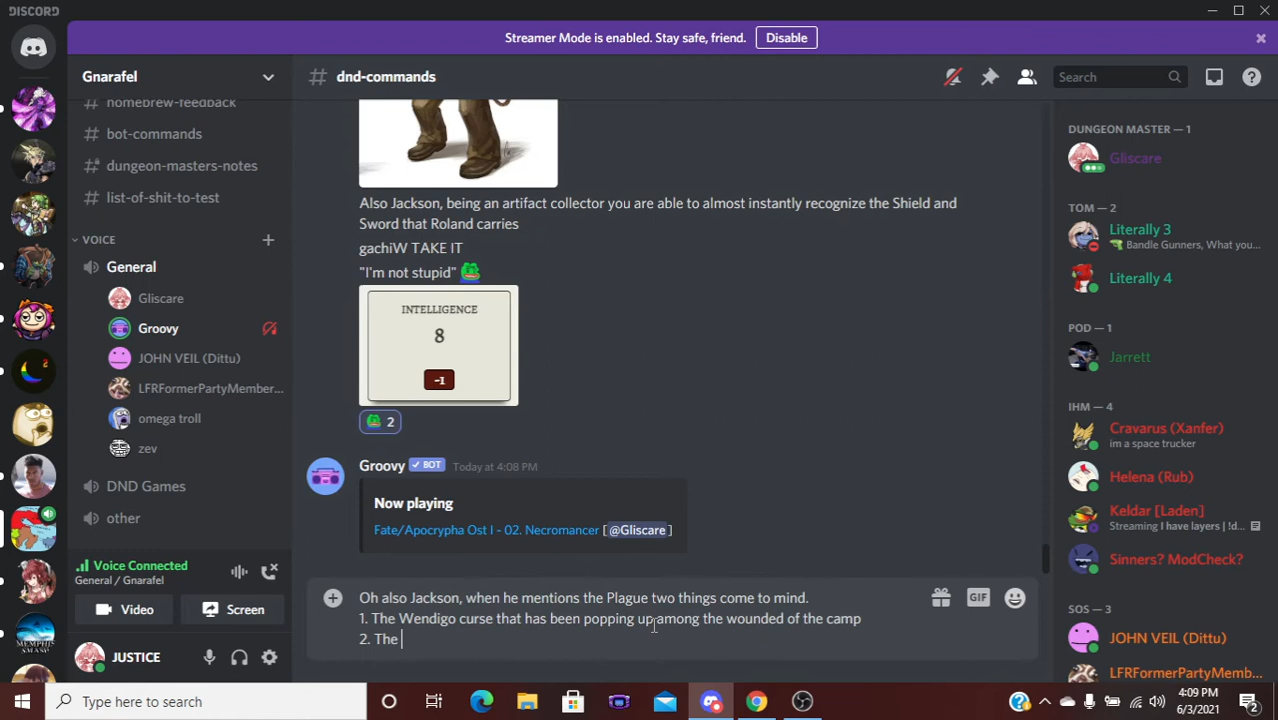 DISCORD
Streamer Mode is enabled. Stay safe, friend.
Disable
Gnarafel
# dnd-commands
Search
homebrew-feedback
# bot-commands
dungeon-masters-notes
# list-of-shit-to-test
VOICE
General
Gliscare
Groovy
JOHN VEIL (Dittu)
LFRFormerPartyMember...
omega troll
zev
DND Games
other
Voice Connected
General / Gnarafel
Video
Screen
JUSTICE
Also Jackson, being an artifact collector you are able to almost instantly recognize the Shield and
Sword that Roland carries
gachiW TAKE IT
"I'm not stupid"
INTELLIGENCE
8
-1
2
Groovy BOT Today at 4:08 PM
Now playing
Fate/Apocrypha Ost I - 02. Necromancer [@Gliscare]
Oh also Jackson, when he mentions the Plague two things come to mind.
1. The Wendigo curse that has been popping up among the wounded of the camp
2. The
GIF
DUNGEON MASTER — 1
Gliscare
TOM — 2
Literally 3
Bandle Gunners, What you...
Literally 4
POD — 1
Jarrett
IHM — 4
Cravarus (Xanfer)
im a space trucker
Helena (Rub)
Keldar [Laden]
Streaming I have layers | !d...
Sinners? ModCheck?
SOS — 3
JOHN VEIL (Dittu)
LFRFormerPartyMemb...
Type here to search
4:09 PM
6/3/2021
2